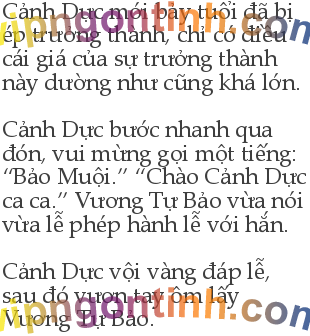 Cảnh Dực mới bảy tuổi đã bị
ép trưởng thành, chỉ có điều
cái giá của sự trưởng thành
này dường như cũng khá lớn.
Cảnh Dực bước nhanh qua
đón, vui mừng gọi một tiếng:
“Bảo Muội.” “Chào Cảnh Dực
ca ca.” Vương Tự Bảo vừa nói
vừa lễ phép hành lễ với hắn.
Cảnh Dực vội vàng đáp lễ,
sau đó vươn tay ôm lấy
Vương Tự Bảo.
vipngontinh.com
vipngontinh.com